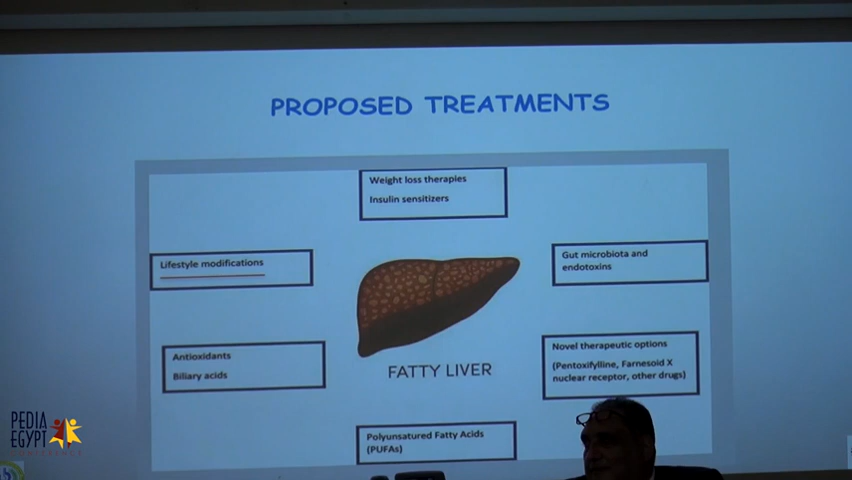 PROPOSED TREATMENTS
Weight loss therapies
Insulin sensitizers
Lifestyle modifications
Gut microbiota and
endotoxins
Antioxidants
Biliary acids
Novel therapeutic options
(Pentoxifylline, Farnesoid X
nuclear receptor, other drugs)
FATTY LIVER
Polyunsatured Fatty Acids
(PUFAs)
PEDIA
EGYPT
CONFERENCE